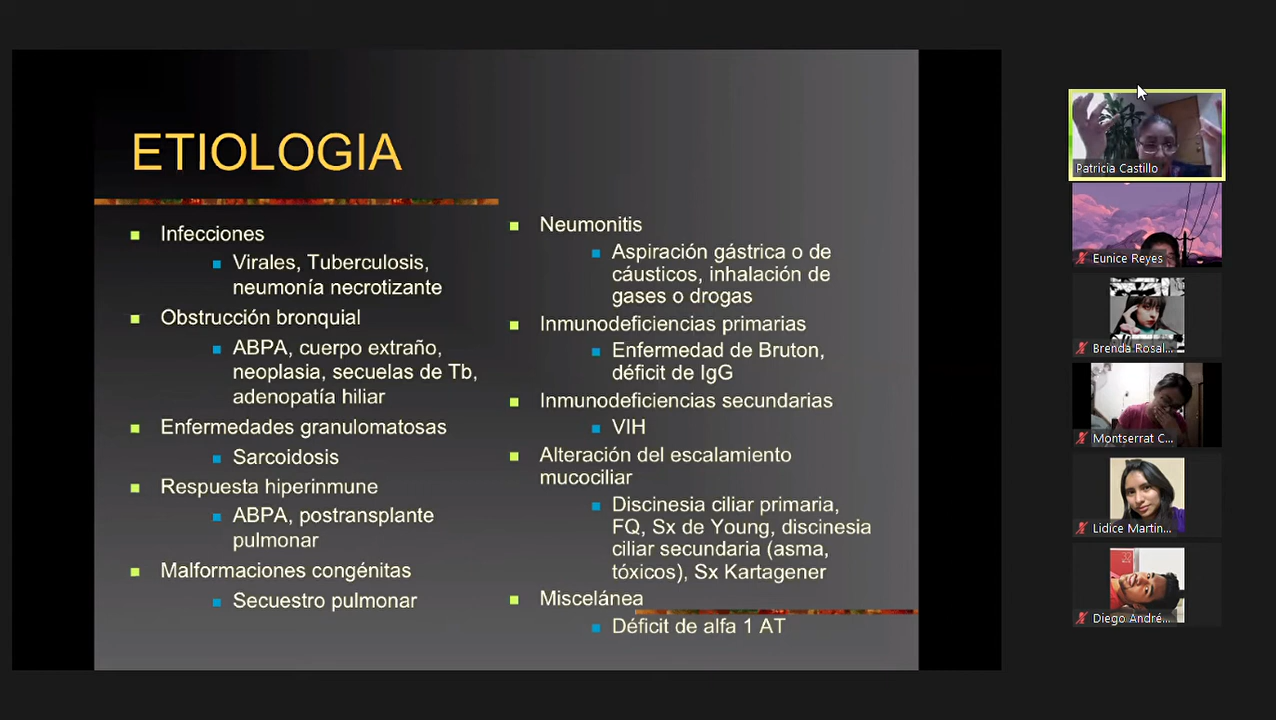 ETIOLOGIA
Infecciones
Virales, Tuberculosis,
neumonía necrotizante
Obstrucción bronquial
ABPA, cuerpo extraño,
neoplasia, secuelas de Tb,
adenopatía hiliar
Enfermedades granulomatosas
Sarcoidosis
Respuesta hiperinmune
ABPA, postransplante
pulmonar
Malformaciones congénitas
Secuestro pulmonar
Neumonitis
Aspiración gástrica o de
cáusticos, inhalación de
gases o drogas
Inmunodeficiencias primarias
Enfermedad de Bruton,
déficit de IgG
Inmunodeficiencias secundarias
VIH
Alteración del escalamiento
mucociliar
Discinesia ciliar primaria,
FQ, Sx de Young, discinesia
ciliar secundaria (asma,
tóxicos), Sx Kartagener
Miscelánea
Déficit de alfa 1 AT
Patricia Castillo
Eunice Reyes
Brenda Rosal...
Montserrat C...
Lidice Martin...
Diego André...